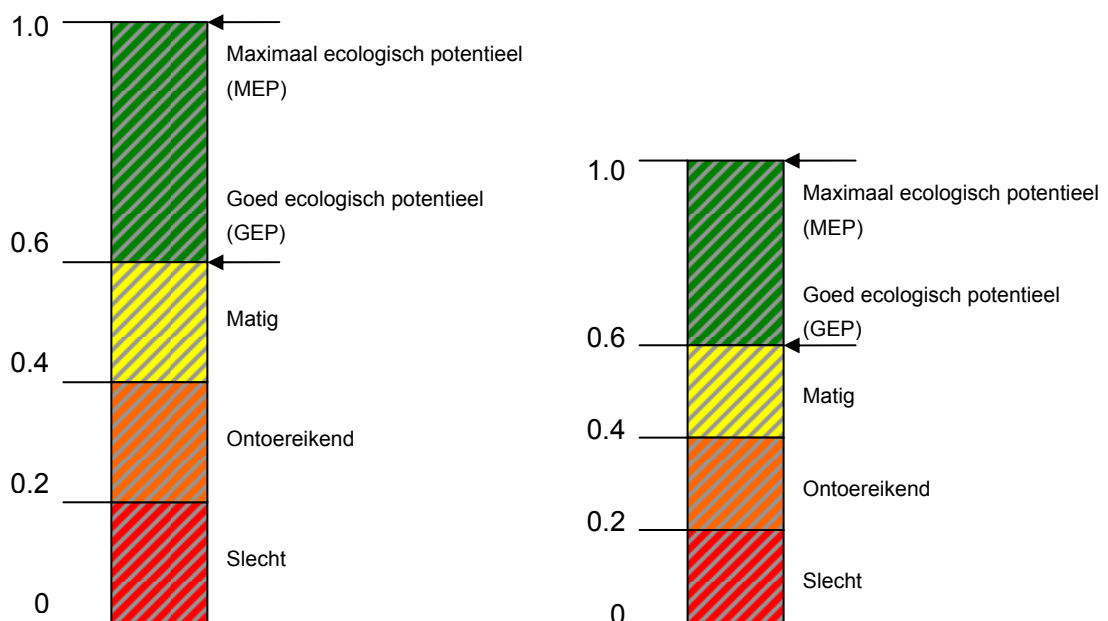 1.0
Maximaal ecologisch potentieel
(MEP)
Goed ecologisch potentieel
(GEP)
0.6
Matig
0.4
Ontoereikend
0.2
Slecht
0
1.0
Maximaal ecologisch potentieel
(MEP)
Goed ecologisch potentieel
(GEP)
0.6
Matig
0.4
Ontoereikend
0.2
Slecht
0